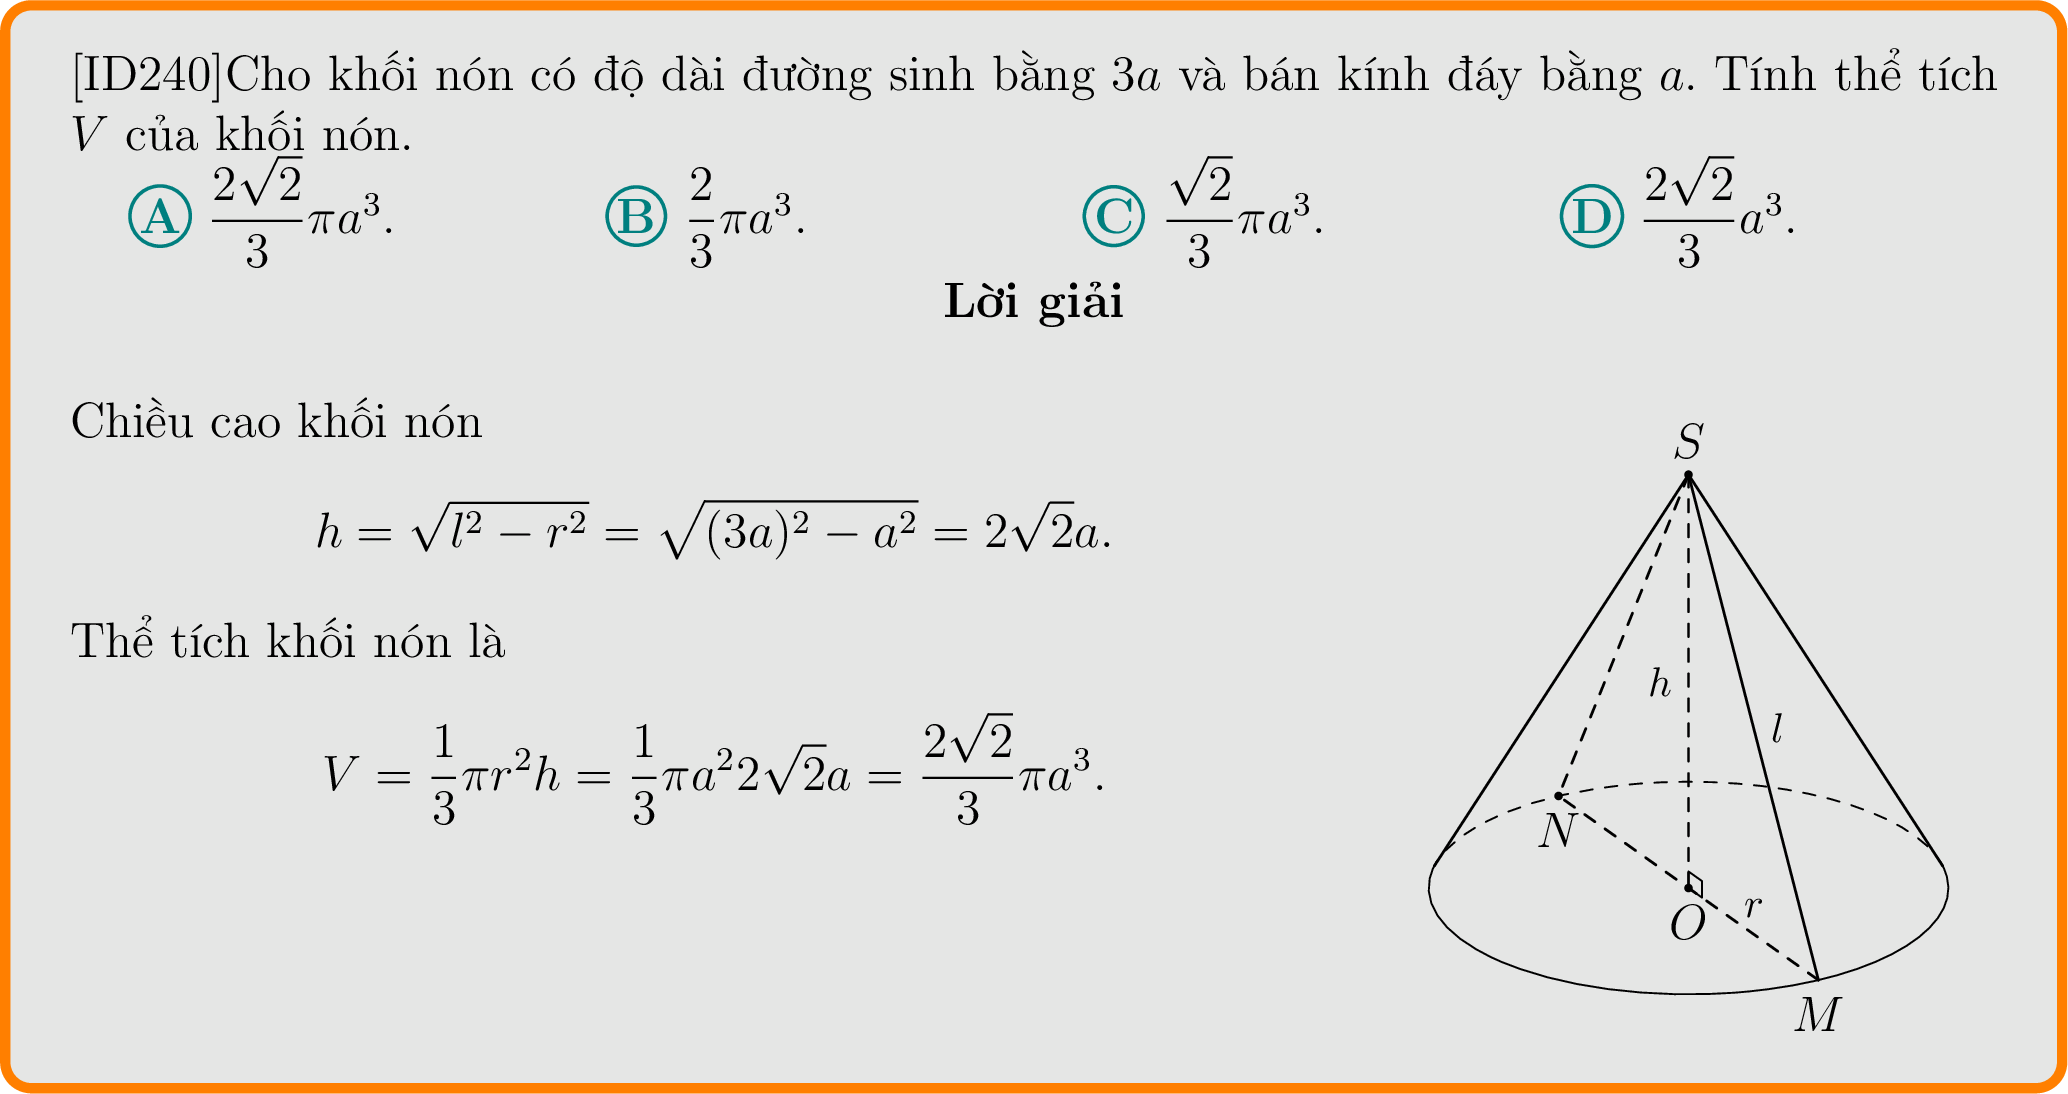 [ID240]Cho khối nón có độ dài đường sinh bằng 3a và bán kính đáy bằng a. Tính thể tích
V của khối nón.
A $\frac{2\sqrt{2}}{3}\pi a^3$. B $\frac{2}{3}\pi a^3$. C $\frac{\sqrt{2}}{3}\pi a^3$. D $\frac{2\sqrt{2}}{3}a^3$.
Lời giải
Chiều cao khối nón
$h = \sqrt{l^2 - r^2} = \sqrt{(3a)^2 - a^2} = 2\sqrt{2}a.$
Thể tích khối nón là
$V = \frac{1}{3}\pi r^2 h = \frac{1}{3}\pi a^2 2\sqrt{2}a = \frac{2\sqrt{2}}{3}\pi a^3.$
S
h
l
N
O
r
M